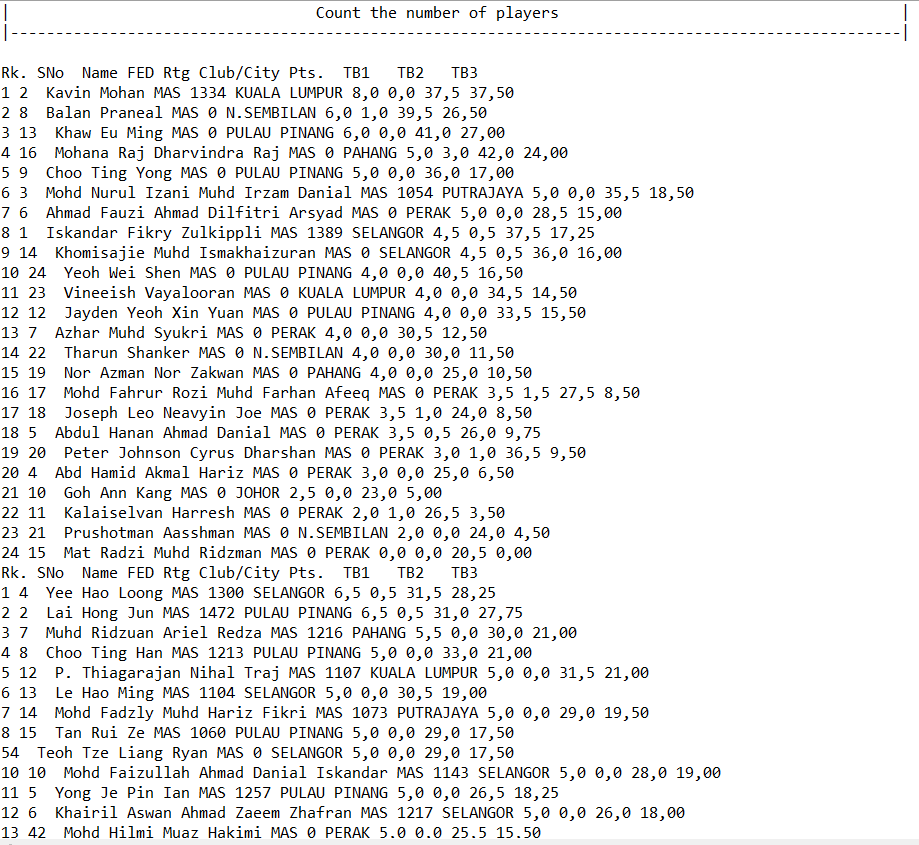 | Count the number of players |
|---------------------------------------------------------------------------------------------------|
Rk. SNo  Name FED Rtg Club/City Pts.  TB1   TB2   TB3
1 2  Kavin Mohan MAS 1334 KUALA LUMPUR 8,0 0,0 37,5 37,50
2 8  Balan Praneal MAS 0 N.SEMBILAN 6,0 1,0 39,5 26,50
3 13  Khaw Eu Ming MAS 0 PULAU PINANG 6,0 0,0 41,0 27,00
4 16  Mohana Raj Dharvindra Raj MAS 0 PAHANG 5,0 3,0 42,0 24,00
5 9  Choo Ting Yong MAS 0 PULAU PINANG 5,0 0,0 36,0 17,00
6 3  Mohd Nurul Izani Muhd Irzam Danial MAS 1054 PUTRAJAYA 5,0 0,0 35,5 18,50
7 6  Ahmad Fauzi Ahmad Dilfitri Arsyad MAS 0 PERAK 5,0 0,0 28,5 15,00
8 1  Iskandar Fikry Zulkippli MAS 1389 SELANGOR 4,5 0,5 37,5 17,25
9 14  Khomisajie Muhd Ismakhaizuran MAS 0 SELANGOR 4,5 0,5 36,0 16,00
10 24  Yeoh Wei Shen MAS 0 PULAU PINANG 4,0 0,0 40,5 16,50
11 23  Vineeish Vayalooran MAS 0 KUALA LUMPUR 4,0 0,0 34,5 14,50
12 12  Jayden Yeoh Xin Yuan MAS 0 PULAU PINANG 4,0 0,0 33,5 15,50
13 7  Azhar Muhd Syukri MAS 0 PERAK 4,0 0,0 30,5 12,50
14 22  Tharun Shanker MAS 0 N.SEMBILAN 4,0 0,0 30,0 11,50
15 19  Nor Azman Nor Zakwan MAS 0 PAHANG 4,0 0,0 25,0 10,50
16 17  Mohd Fahrur Rozi Muhd Farhan Afeeq MAS 0 PERAK 3,5 1,5 27,5 8,50
17 18  Joseph Leo Neavyin Joe MAS 0 PERAK 3,5 1,0 24,0 8,50
18 5  Abdul Hanan Ahmad Danial MAS 0 PERAK 3,5 0,5 26,0 9,75
19 20  Peter Johnson Cyrus Dharshan MAS 0 PERAK 3,0 1,0 36,5 9,50
20 4  Abd Hamid Akmal Hariz MAS 0 PERAK 3,0 0,0 25,0 6,50
21 10  Goh Ann Kang MAS 0 JOHOR 2,5 0,0 23,0 5,00
22 11  Kalaiselvan Harresh MAS 0 PERAK 2,0 1,0 26,5 3,50
23 21  Prushotman Aasshman MAS 0 N.SEMBILAN 2,0 0,0 24,0 4,50
24 15  Mat Radzi Muhd Ridzman MAS 0 PERAK 0,0 0,0 20,5 0,00
Rk. SNo  Name FED Rtg Club/City Pts.  TB1   TB2   TB3
1 4  Yee Hao Loong MAS 1300 SELANGOR 6,5 0,5 31,5 28,25
2 2  Lai Hong Jun MAS 1472 PULAU PINANG 6,5 0,5 31,0 27,75
3 7  Muhd Ridzuan Ariel Redza MAS 1216 PAHANG 5,5 0,0 30,0 21,00
4 8  Choo Ting Han MAS 1213 PULAU PINANG 5,0 0,0 33,0 21,00
5 12  P. Thiagarajan Nihal Traj MAS 1107 KUALA LUMPUR 5,0 0,0 31,5 21,00
6 13  Le Hao Ming MAS 1104 SELANGOR 5,0 0,0 30,5 19,00
7 14  Mohd Fadzly Muhd Hariz Fikri MAS 1073 PUTRAJAYA 5,0 0,0 29,0 19,50
8 15  Tan Rui Ze MAS 1060 PULAU PINANG 5,0 0,0 29,0 17,50
54  Teoh Tze Liang Ryan MAS 0 SELANGOR 5,0 0,0 29,0 17,50
10 10  Mohd Faizullah Ahmad Danial Iskandar MAS 1143 SELANGOR 5,0 0,0 28,0 19,00
11 5  Yong Je Pin Ian MAS 1257 PULAU PINANG 5,0 0,0 26,5 18,25
12 6  Khairil Aswan Ahmad Zaeem Zhafran MAS 1217 SELANGOR 5,0 0,0 26,0 18,00
13 42  Mohd Hilmi Muaz Hakimi MAS 0 PERAK 5,0 0,0 25,5 15,50